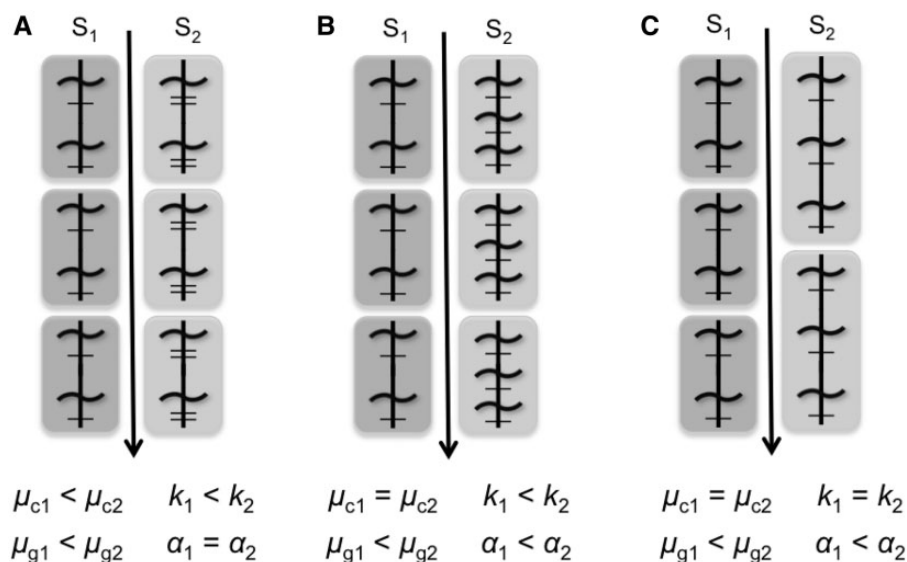 A S₁ S₂ B S₁ S₂ C S₁ S₂
μc1 < μc2 k₁ < k₂ μc1 = μc2 k₁ < k₂ μc1 = μc2 k₁ = k₂
μg1 < μg2 α₁ = α₂ μg1 < μg2 α₁ < α₂ μg1 < μg2 α₁ < α₂